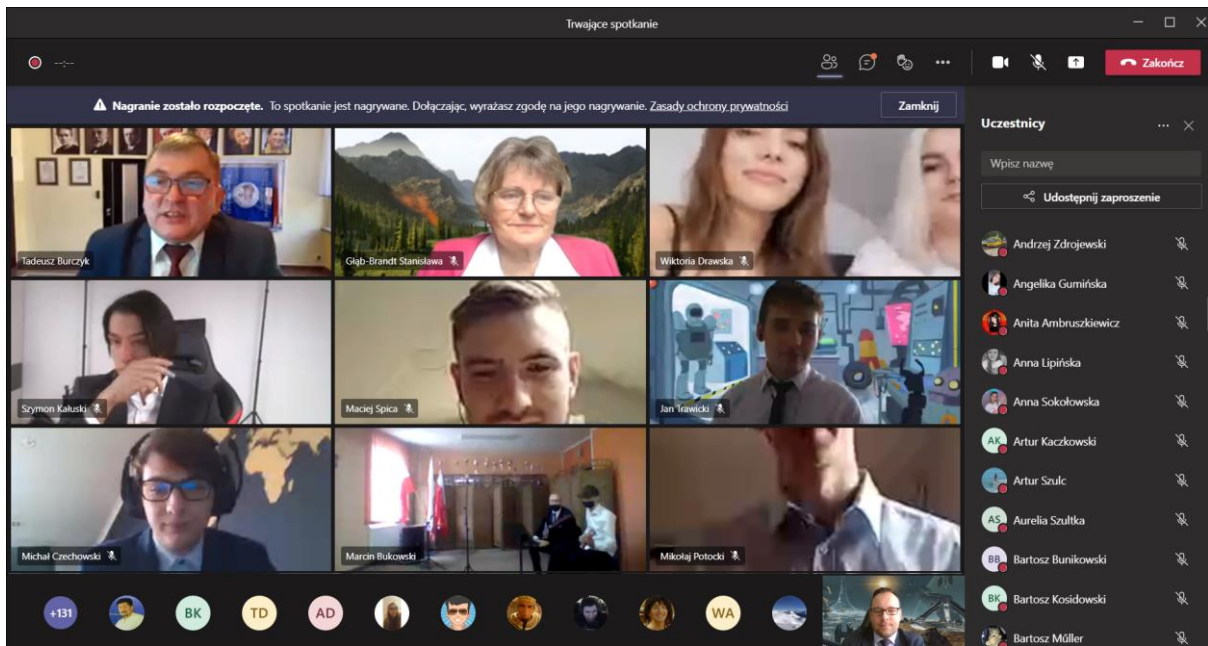 Trwające spotkanie
--:--
Zakończ
Nagranie zostało rozpoczęte. To spotkanie jest nagrywane. Dołączając, wyrażasz zgodę na jego nagrywanie. Zasady ochrony prywatności
Zamknij
Tadeusz Burczyk
Głąb-Brandt Stanisława
Wiktoria Drawska
Szymon Kałuski
Maciej Spica
Jan Trawicki
Michał Czechowski
Marcin Bukowski
Mikołaj Potocki
+131
BK
TD
AD
WA
Uczestnicy
Wpisz nazwę
Udostępnij zaproszenie
Andrzej Zdrojewski
Angelika Gumińska
Anita Ambruszkiewicz
Anna Lipińska
Anna Sokołowska
AK Artur Kaczkowski
Artur Szulc
AS Aurelia Szultka
BB Bartosz Bunikowski
BK Bartosz Kosidowski
Bartosz Műller